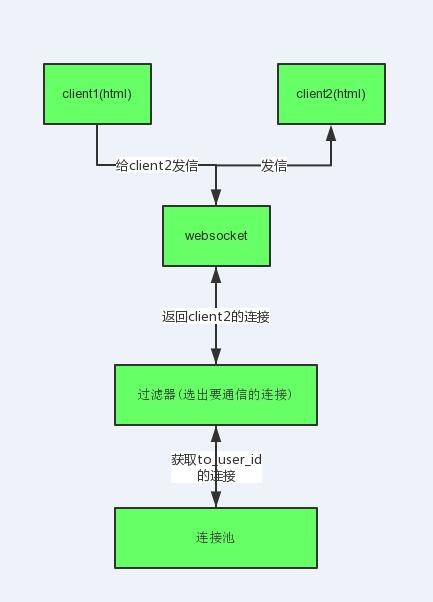 client1(html)
client2(html)
给client2发信
发信
websocket
返回client2的连接
过滤器(选出要通信的连接)
获取to_user_id
的连接
连接池